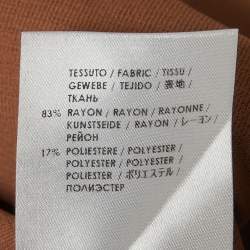 TESSUTO / FABRIC / TISSU /
GEWEBE / TEJIDO / 表地 /
ТКАНЬ
83% RAYON / RAYON / RAYONNE /
KUNSTSEIDE / RAYON / レーヨン /
РЕЙОН
17% POLIESTERE / POLYESTER /
POLYESTER / POLYESTER /
POLIESTER / ポリエステル /
ПОЛИЭСТЕР